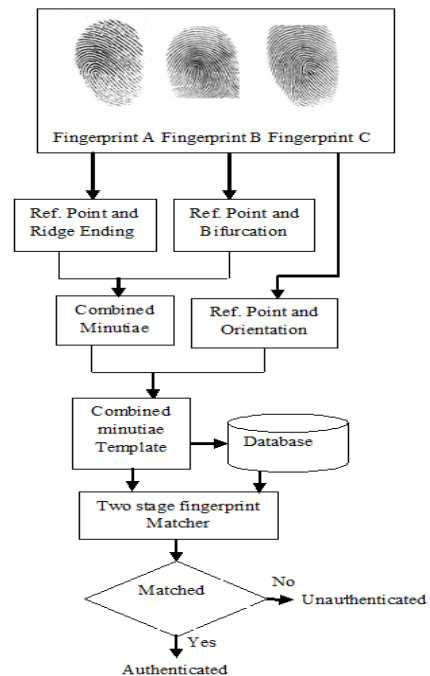 Fingerprint A Fingerprint B Fingerprint C
Ref. Point and
Ridge Ending
Ref. Point and
Bifurcation
Combined
Minutiae
Ref. Point and
Orientation
Combined
minutiae
Template
Database
Two stage fingerprint
Matcher
Matched
No
Unauthenticated
Yes
Authenticated